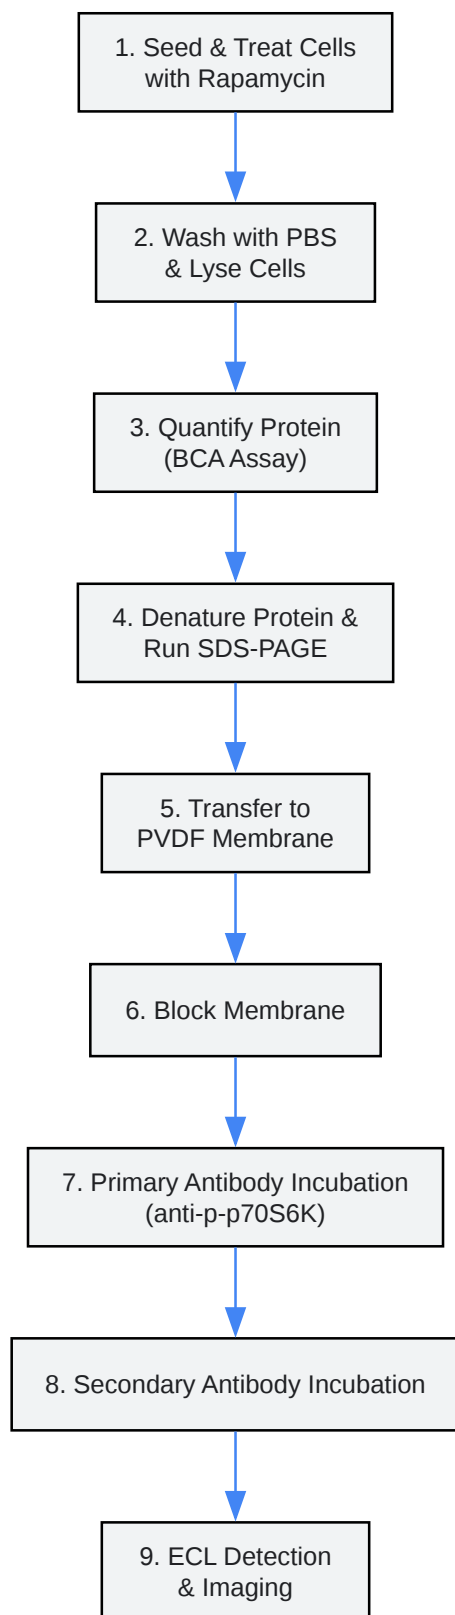 1. Seed & Treat Cells
with Rapamycin
2. Wash with PBS
& Lyse Cells
3. Quantify Protein
(BCA Assay)
4. Denature Protein &
Run SDS-PAGE
5. Transfer to
PVDF Membrane
6. Block Membrane
7. Primary Antibody Incubation
(anti-p-p70S6K)
8. Secondary Antibody Incubation
9. ECL Detection
& Imaging